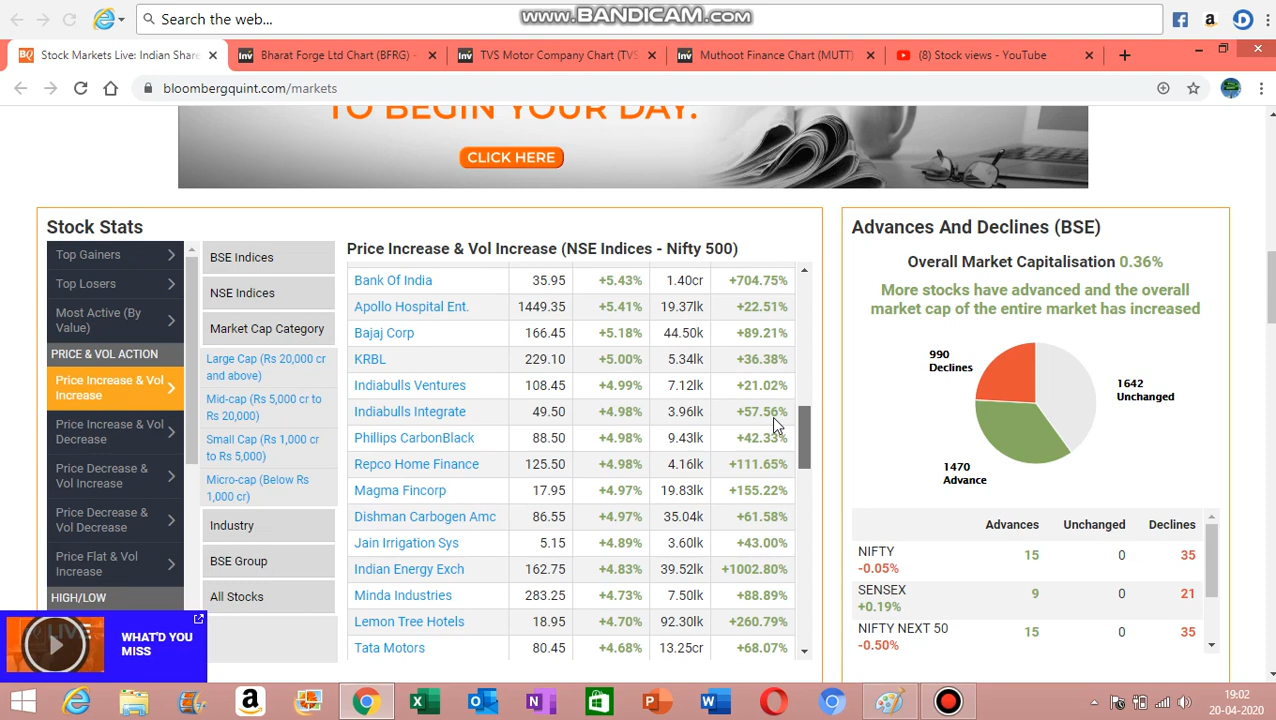 Search the web...
www.BANDICAM.com
Stock Markets Live: Indian Share
Bharat Forge Ltd Chart (BFRG) -
TVS Motor Company Chart (TVS
Muthoot Finance Chart (MUTT)
(8) Stock views - YouTube
bloombergquint.com/markets
TO BEGIN YOUR DAY.
CLICK HERE
Stock Stats
Top Gainers
Top Losers
Most Active (By
Value)
PRICE & VOL ACTION
Price Increase & Vol
Increase
Price Increase & Vol
Decrease
Price Decrease &
Vol Increase
Price Decrease &
Vol Decrease
Price Flat & Vol
Increase
HIGH/LOW
BSE Indices
NSE Indices
Market Cap Category
Large Cap (Rs 20,000 cr
and above)
Mid-cap (Rs 5,000 cr to
Rs 20,000)
Small Cap (Rs 1,000 cr
to Rs 5,000)
Micro-cap (Below Rs
1,000 cr)
Industry
BSE Group
All Stocks
Price Increase & Vol Increase (NSE Indices - Nifty 500)
Bank Of India 35.95 +5.43% 1.40cr +704.75%
Apollo Hospital Ent. 1449.35 +5.41% 19.37lk +22.51%
Bajaj Corp 166.45 +5.18% 44.50lk +89.21%
KRBL 229.10 +5.00% 5.34lk +36.38%
Indiabulls Ventures 108.45 +4.99% 7.12lk +21.02%
Indiabulls Integrate 49.50 +4.98% 3.96lk +57.56%
Phillips CarbonBlack 88.50 +4.98% 9.43lk +42.33%
Repco Home Finance 125.50 +4.98% 4.16lk +111.65%
Magma Fincorp 17.95 +4.97% 19.83lk +155.22%
Dishman Carbogen Amc 86.55 +4.97% 35.04lk +61.58%
Jain Irrigation Sys 5.15 +4.89% 3.60lk +43.00%
Indian Energy Exch 162.75 +4.83% 39.52lk +1002.80%
Minda Industries 283.25 +4.73% 7.50lk +88.89%
Lemon Tree Hotels 18.95 +4.70% 92.30lk +260.79%
Tata Motors 80.45 +4.68% 13.25cr +68.07%
Advances And Declines (BSE)
Overall Market Capitalisation 0.36%
More stocks have advanced and the overall
market cap of the entire market has increased
990
Declines
1642
Unchanged
1470
Advance
Advances Unchanged Declines
NIFTY 15 0 35
-0.05%
SENSEX 9 0 21
+0.19%
NIFTY NEXT 50 15 0 35
-0.50%
LIVE
WHAT'D YOU
MISS
19:02
20-04-2020